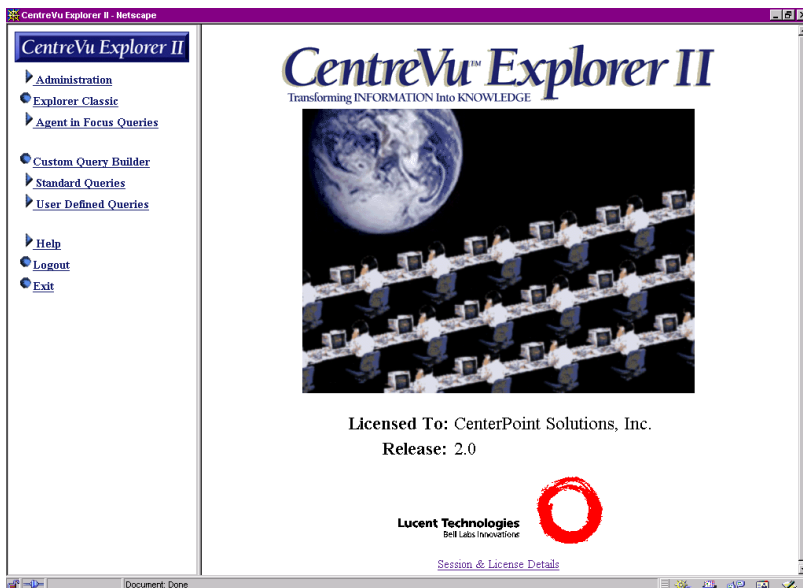 CentreVu Explorer II - Netscape
CentreVu Explorer II
Administration
Explorer Classic
Agent in Focus Queries
Custom Query Builder
Standard Queries
User Defined Queries
Help
Logout
Exit
CentreVu™ Explorer II
Transforming INFORMATION Into KNOWLEDGE
Licensed To: CenterPoint Solutions, Inc.
Release: 2.0
Lucent Technologies
Bell Labs Innovations
Session & License Details
Document: Done